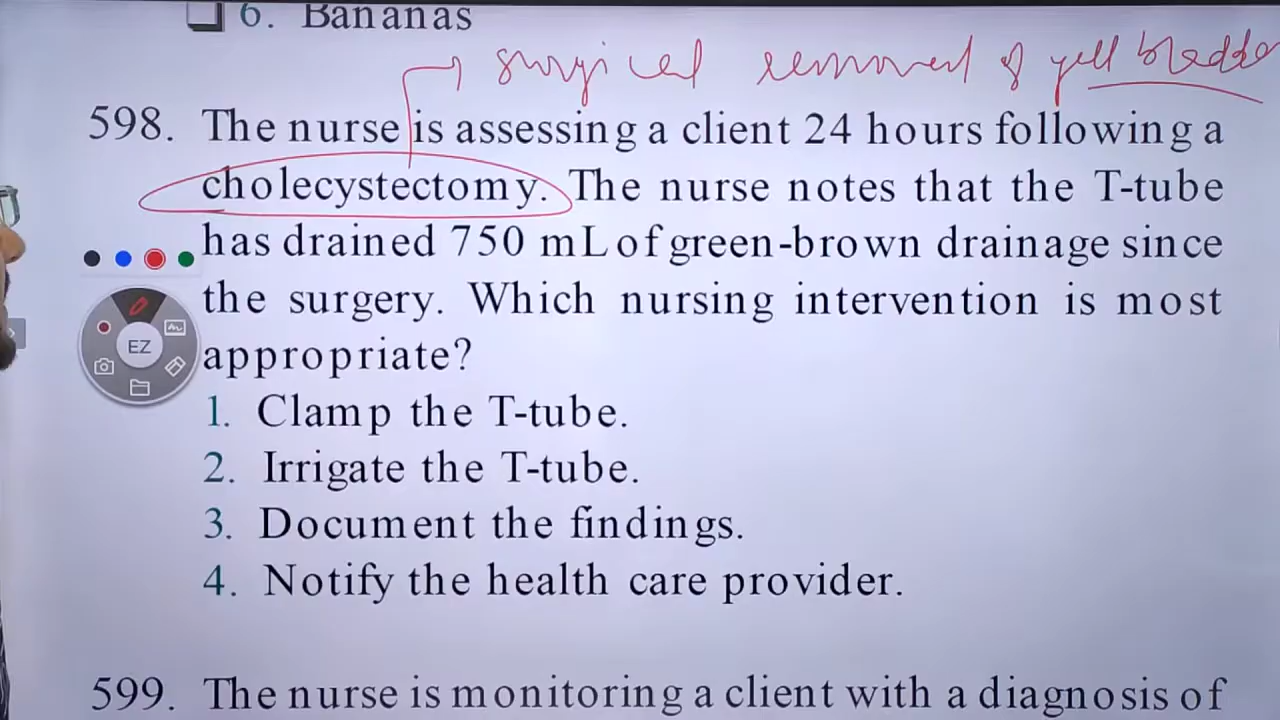 6. Bananas
surgical removal of gall bladder
598. The nurse is assessing a client 24 hours following a
cholecystectomy. The nurse notes that the T-tube
has drained 750 mL of green-brown drainage since
the surgery. Which nursing intervention is most
EZ
appropriate?
1. Clamp the T-tube.
2. Irrigate the T-tube.
3. Document the findings.
4. Notify the health care provider.
599. The nurse is monitoring a client with a diagnosis of